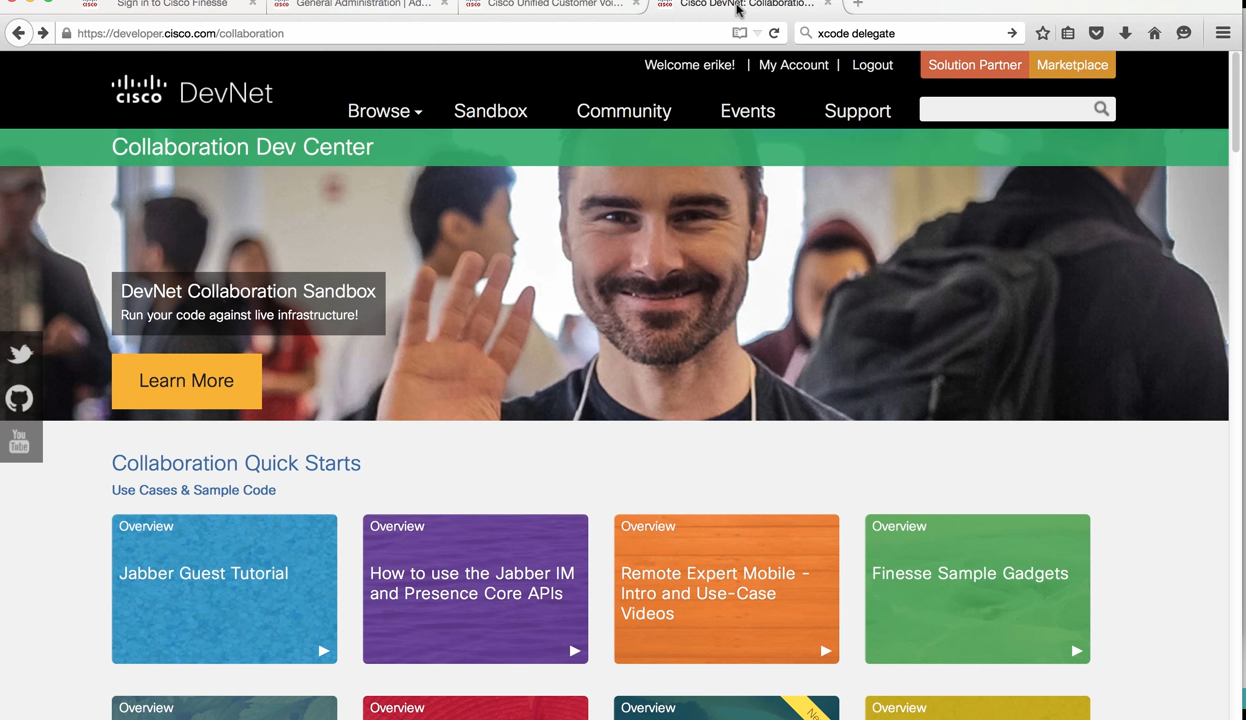 Sign in to Cisco Finesse
General Administration | Ad...
Cisco Unified Customer Voi...
Cisco DevNet: Collaboratio...
https://developer.cisco.com/collaboration
xcode delegate
Welcome erike! | My Account | Logout
Solution Partner
Marketplace
cisco DevNet
Browse
Sandbox
Community
Events
Support
Collaboration Dev Center
DevNet Collaboration Sandbox
Run your code against live infrastructure!
Learn More
You
Tube
Collaboration Quick Starts
Use Cases & Sample Code
Overview
Jabber Guest Tutorial
Overview
How to use the Jabber IM
and Presence Core APIs
Overview
Remote Expert Mobile -
Intro and Use-Case
Videos
Overview
Finesse Sample Gadgets
Overview
Overview
Overview
Overview